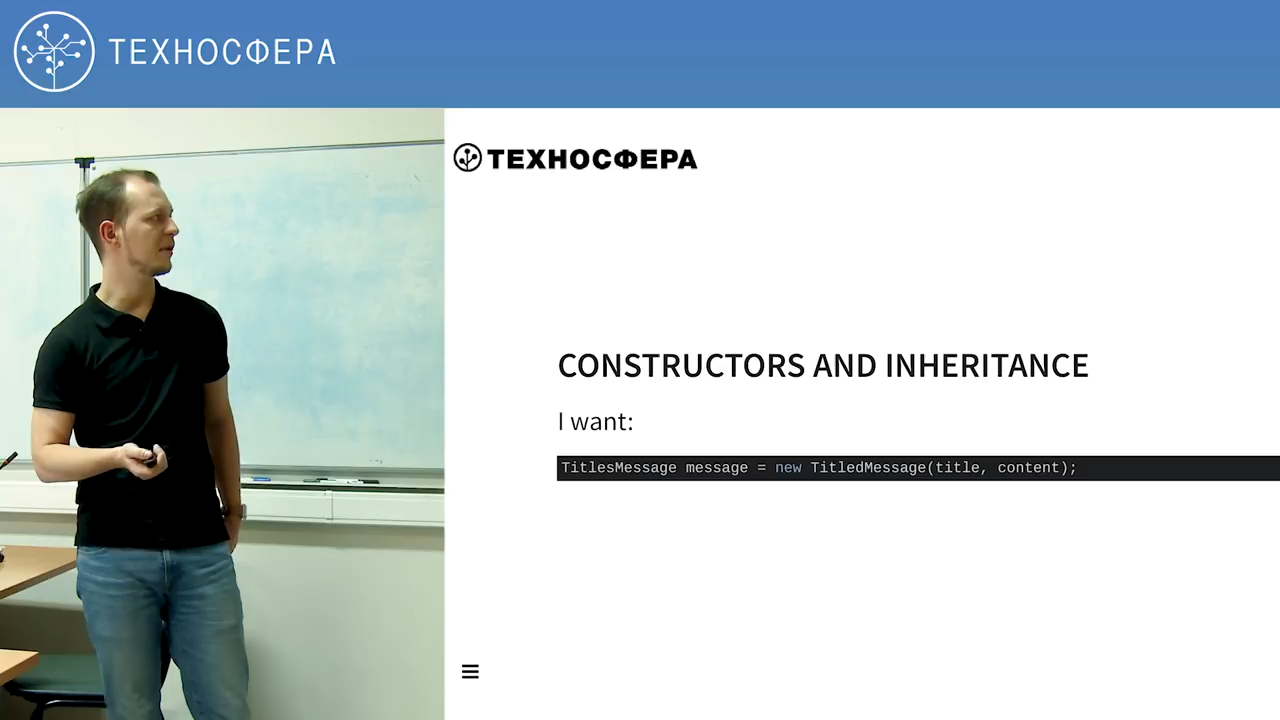 ТЕХНОСФЕРА
ТЕХНОСФЕРА
CONSTRUCTORS AND INHERITANCE
I want:
TitlesMessage message = new TitledMessage(title, content);